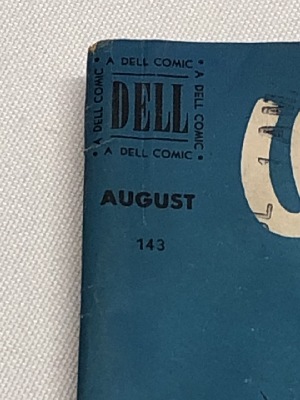 • A DELL COMIC •
A DELL COMIC
DELL
A DELL COMIC
• A DELL COMIC •
AUGUST
143